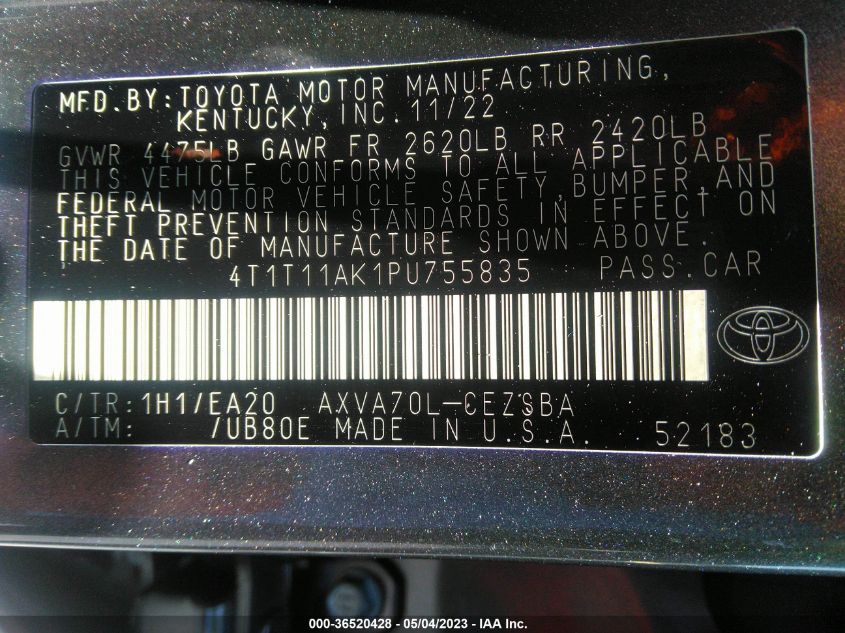 MFD.BY:TOYOTA MOTOR MANUFACTURING,
KENTUCKY, INC. 11/22
GVWR 4475LB GAWR FR 2620LB RR 2420LB
THIS VEHICLE CONFORMS TO ALL APPLICABLE
FEDERAL MOTOR VEHICLE SAFETY,BUMPER,AND
THEFT PREVENTION STANDARDS IN EFFECT ON
THE DATE OF MANUFACTURE SHOWN ABOVE.
4T1T11AK1PU755835 PASS.CAR
C/TR:1H1/EA20 AXVA70L-CEZSBA
A/TM: /UB80E MADE IN U.S.A. 52183
000-36520428 - 05/04/2023 - IAA Inc.